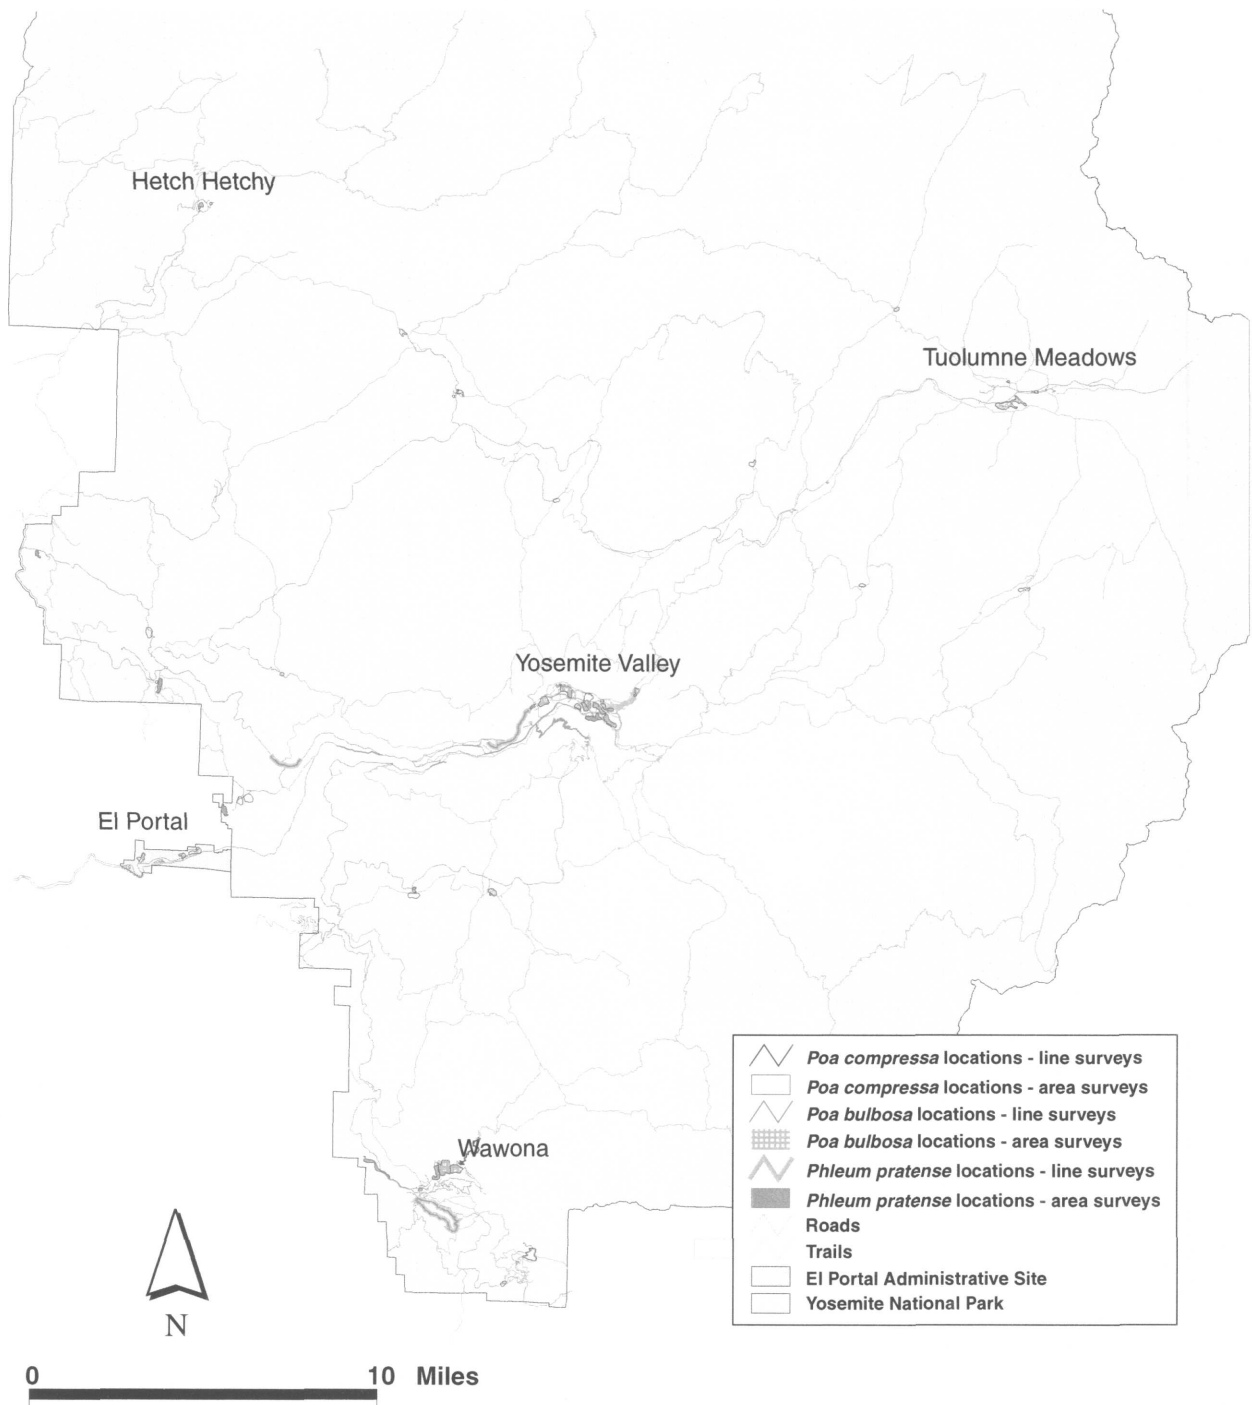 Hetch Hetchy
Tuolumne Meadows
Yosemite Valley
El Portal
Poa compressa locations - line surveys
Poa compressa locations - area surveys
Poa bulbosa locations - line surveys
Poa bulbosa locations - area surveys
Wawona
Phleum pratense locations - line surveys
Phleum pratense locations - area surveys
Roads
Trails
El Portal Administrative Site
Yosemite National Park
N
0 10 Miles